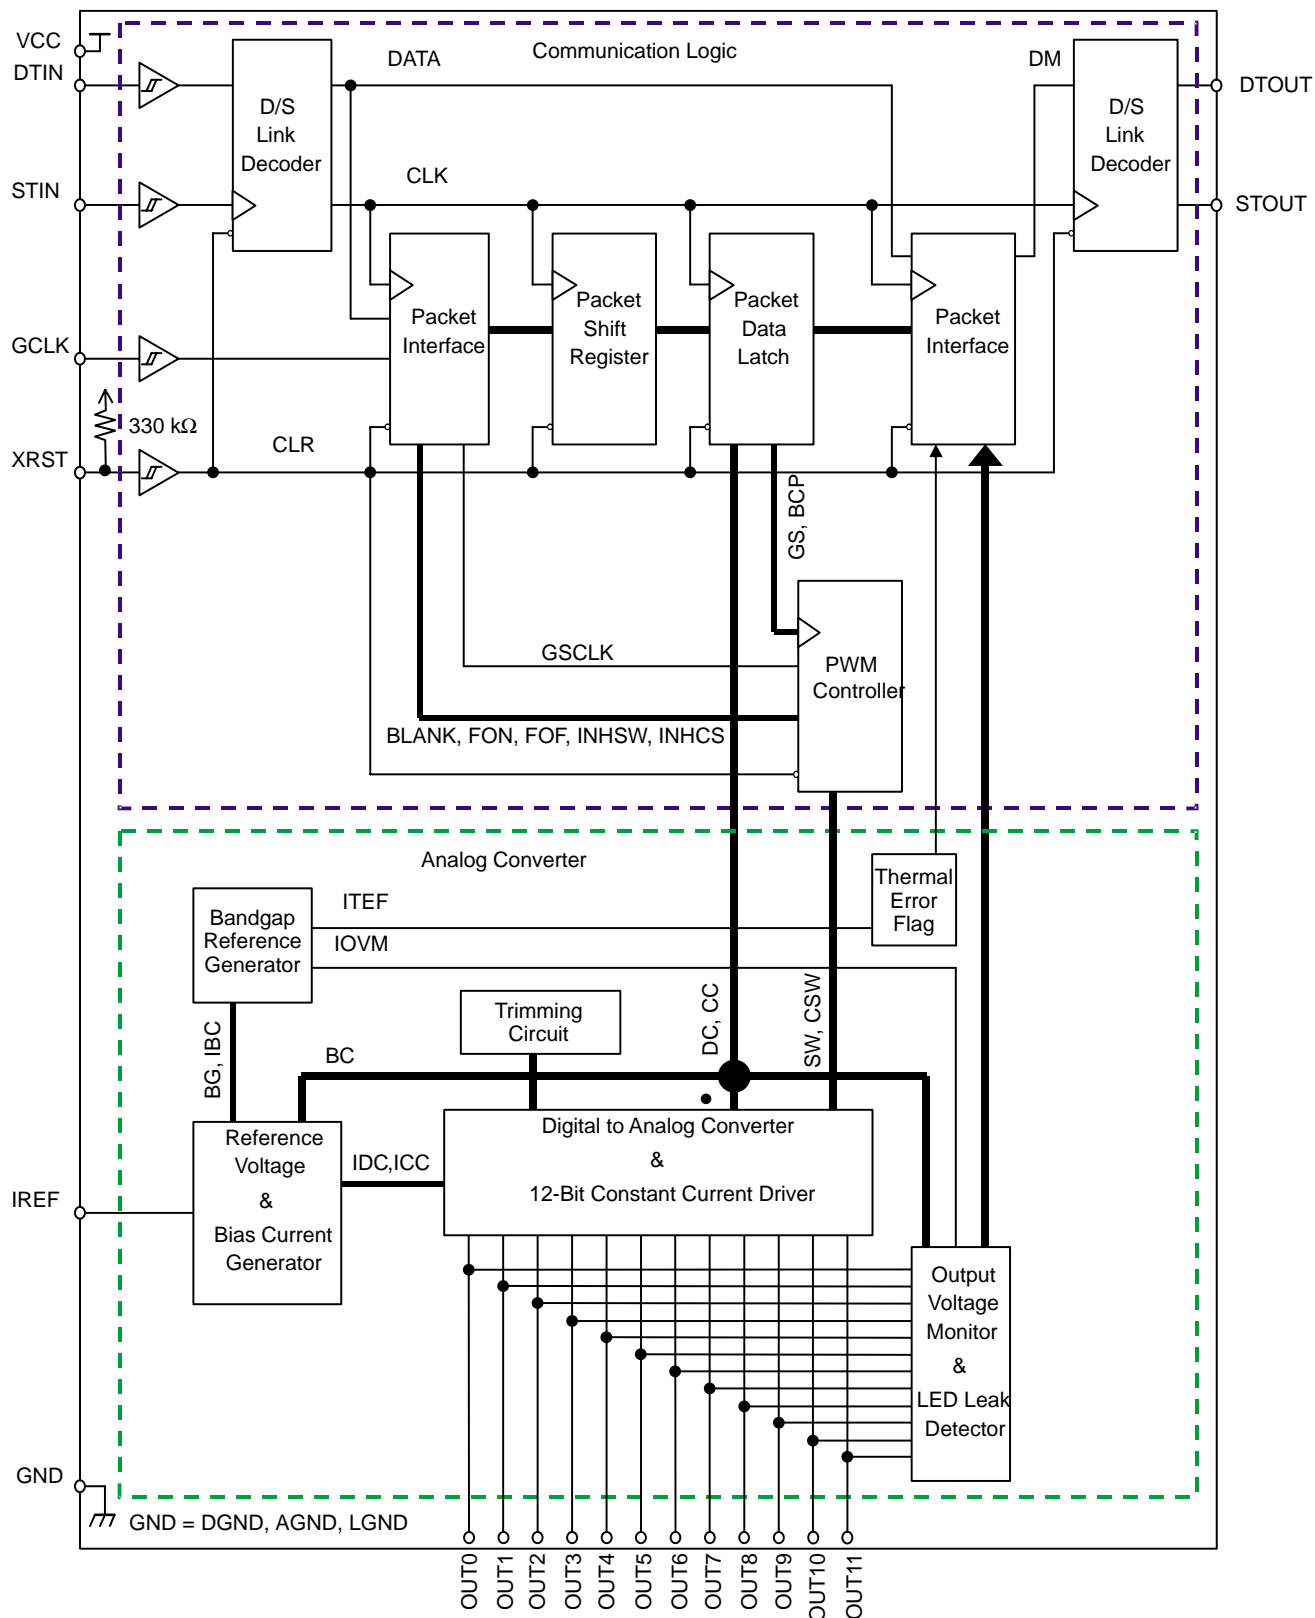 VCC
DTIN
STIN
GCLK
330 kΩ
XRST
DATA
Communication Logic
DM
D/S
Link
Decoder
D/S
Link
Decoder
DTOUT
STOUT
CLK
Packet
Interface
Packet
Shift
Register
Packet
Data
Latch
Packet
Interface
CLR
GS, BCP
GSCLK
PWM
Controller
BLANK, FON, FOF, INHSW, INHCS
Analog Converter
Thermal
Error
Flag
Bandgap
Reference
Generator
ITEF
IOVM
Trimming
Circuit
DC, CC
SW, CSW
BG, IBC
BC
Reference
Voltage
&
Bias Current
Generator
IDC,ICC
Digital to Analog Converter
&
12-Bit Constant Current Driver
IREF
Output
Voltage
Monitor
&
LED Leak
Detector
GND
GND = DGND, AGND, LGND
OUT0
OUT1
OUT2
OUT3
OUT4
OUT5
OUT6
OUT7
OUT8
OUT9
OUT10
OUT11